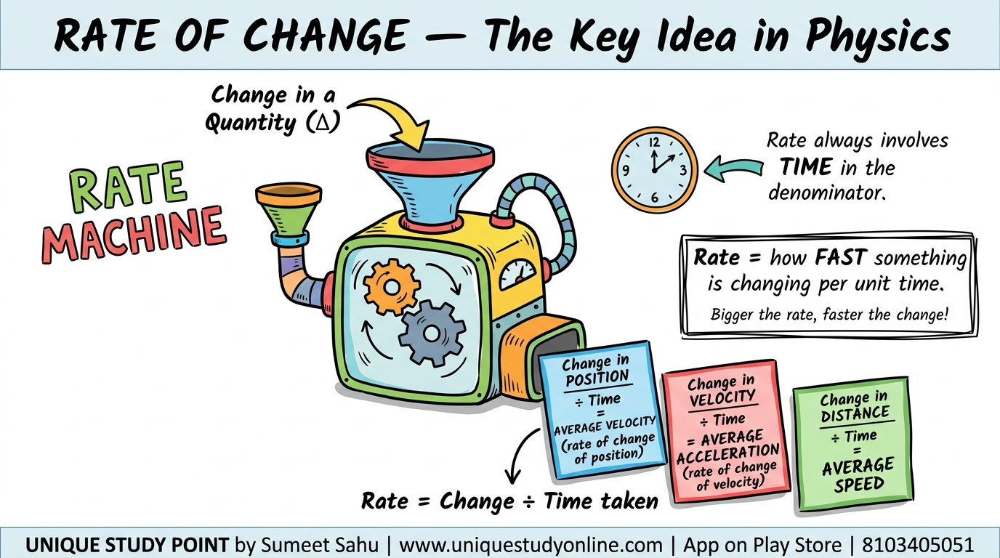 RATE OF CHANGE — The Key Idea in Physics
Change in a
Quantity (Δ)
RATE
MACHINE
12
3
6
9
Rate always involves
TIME in the
denominator.
Rate = how FAST something
is changing per unit time.
Bigger the rate, faster the change!
Change in
POSITION
÷ Time
=
AVERAGE VELOCITY
(rate of change
of position)
Change in
VELOCITY
÷ Time
= AVERAGE
ACCELERATION
(rate of change
of velocity)
Change in
DISTANCE
÷ Time
=
AVERAGE
SPEED
Rate = Change ÷ Time taken
UNIQUE STUDY POINT by Sumeet Sahu | www.uniquestudyonline.com | App on Play Store | 8103405051